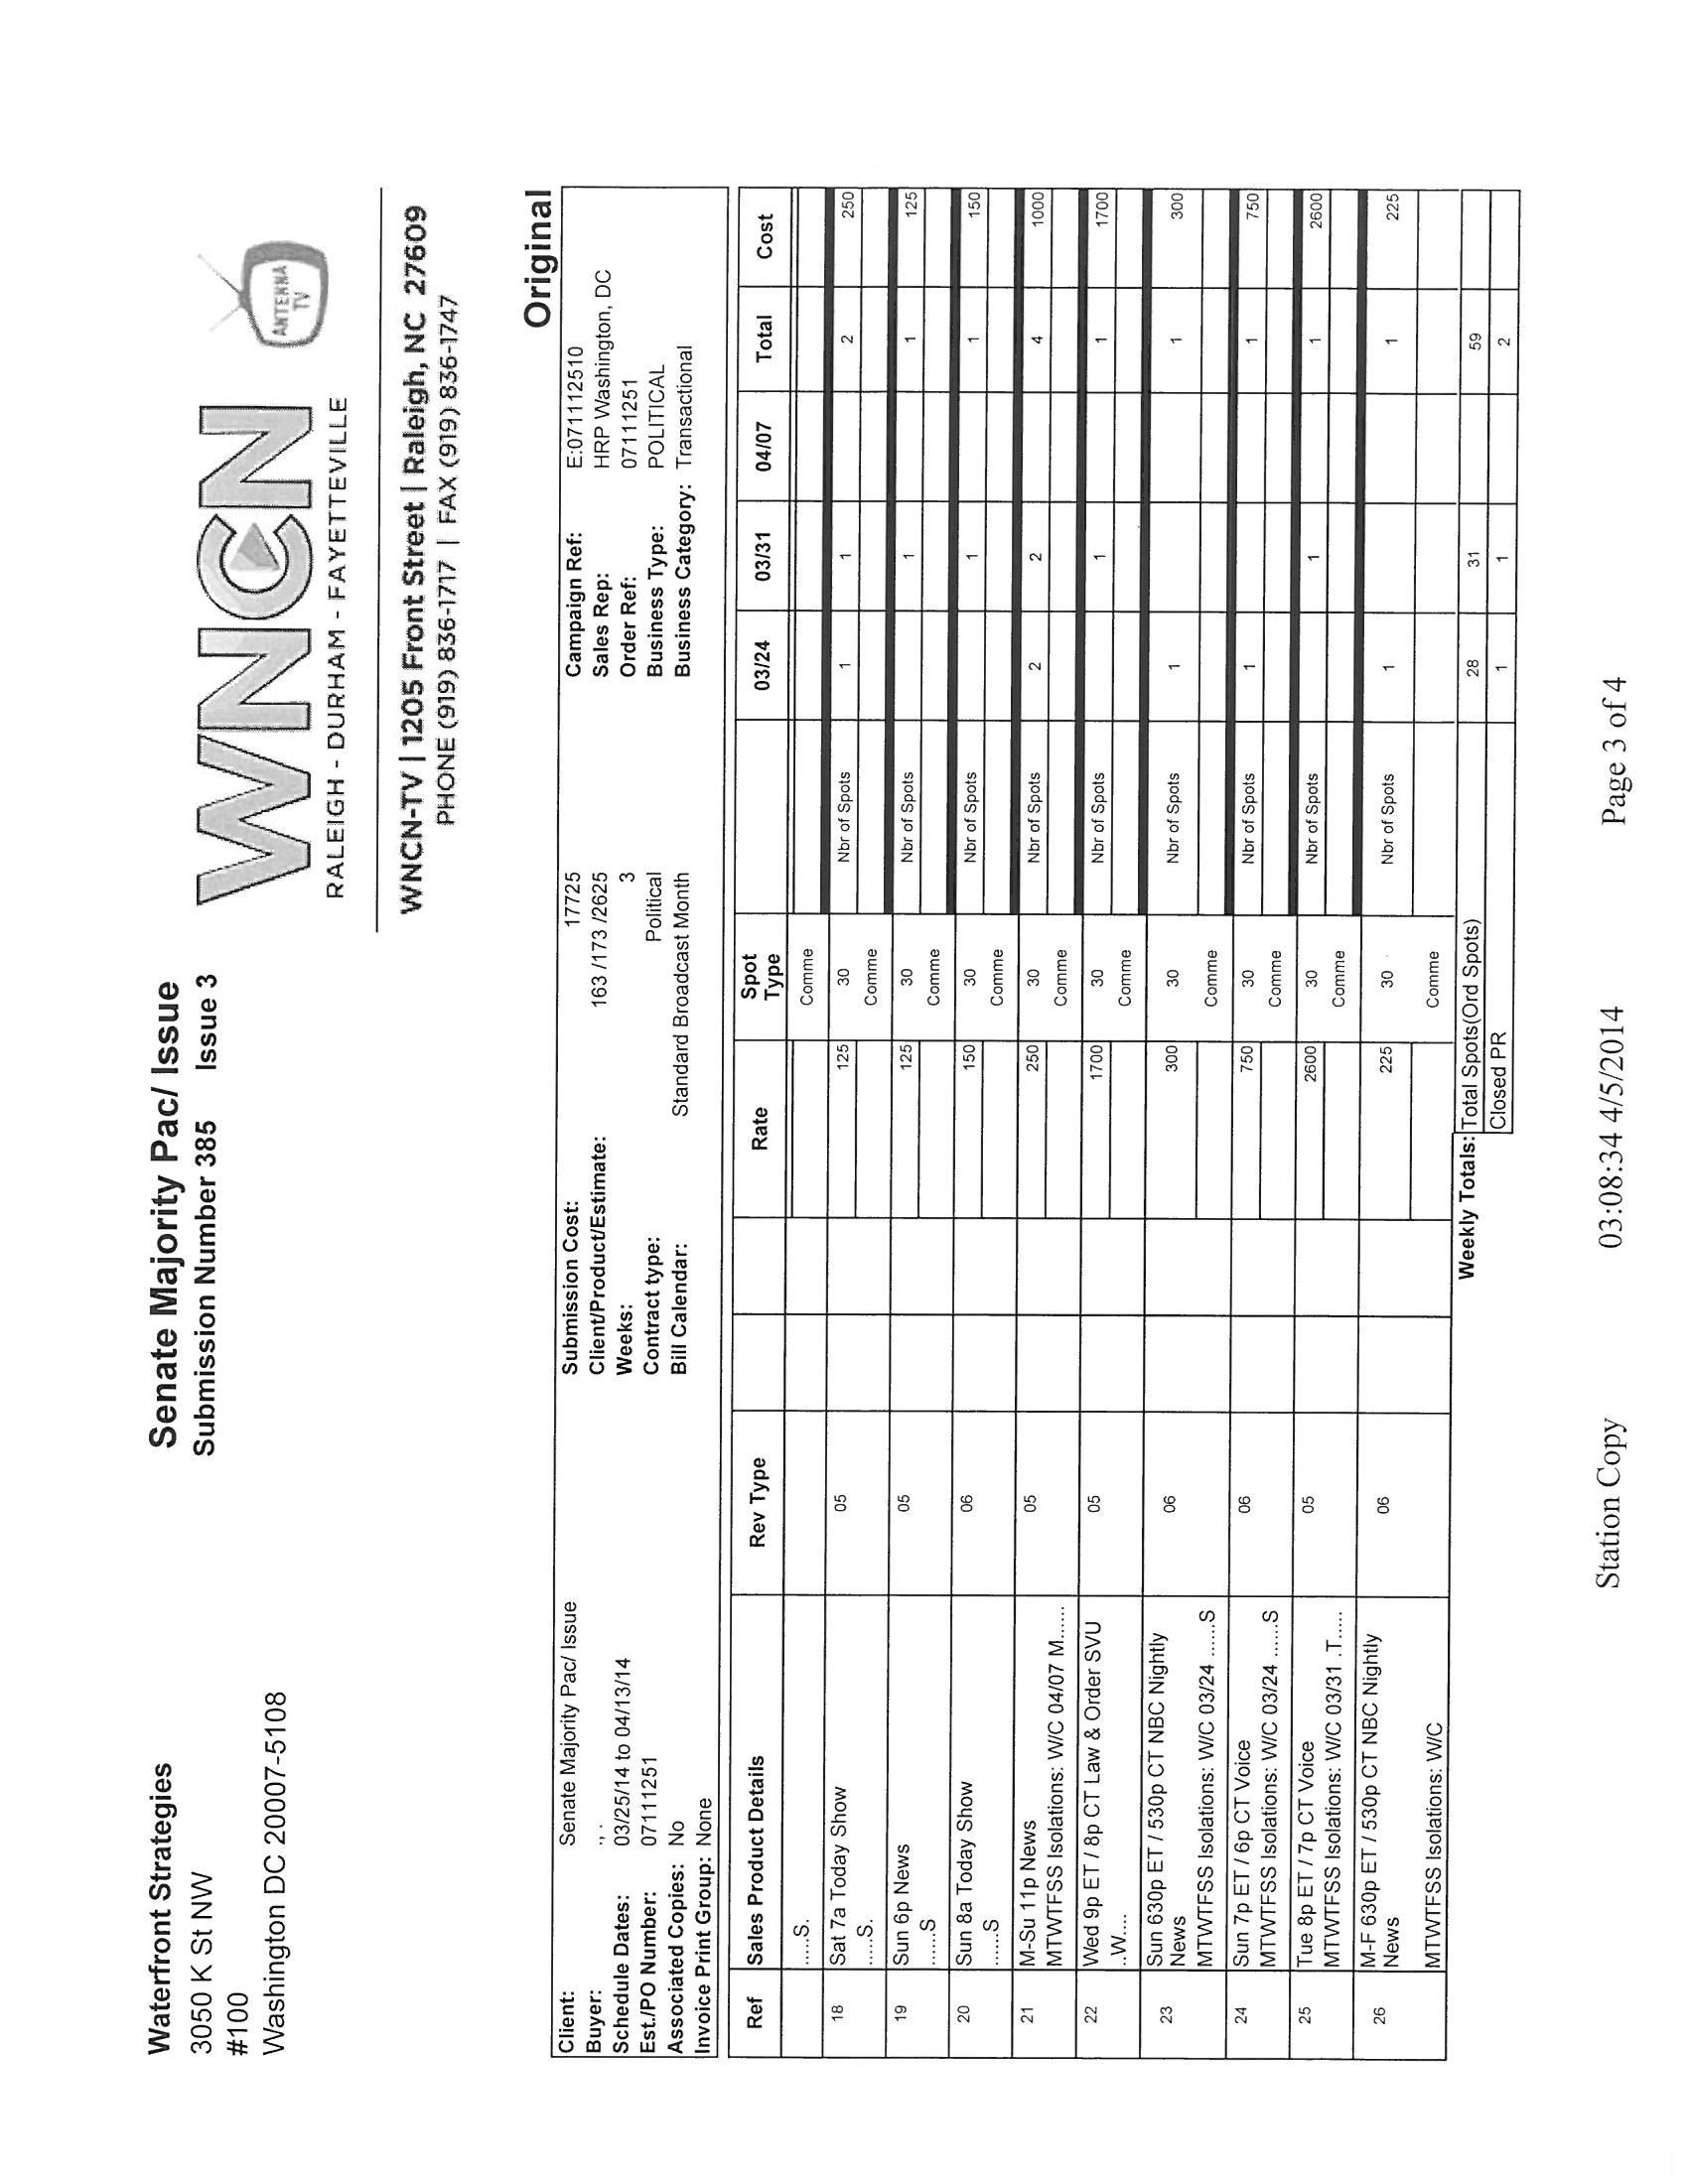 Waterfront Strategies
3050 K St NW
#100
Washington DC 20007-5108
Senate Majority Pac/ Issue
Submission Number 385 Issue 3
WNCN
RALEIGH - DURHAM - FAYETTEVILLE
ANTENNA
TV
WNCN-TV | 1205 Front Street | Raleigh, NC 27609
PHONE (919) 836-1717 | FAX (919) 836-1747
Original
Client: Senate Majority Pac/ Issue Submission Cost: 17725 Campaign Ref: E:071112510
Buyer: ., . Client/Product/Estimate: 163 /173 /2625 Sales Rep: HRP Washington, DC
Schedule Dates: 03/25/14 to 04/13/14 Weeks: 3 Order Ref: 07111251
Est./PO Number: 07111251 Contract type: Political Business Type: POLITICAL
Associated Copies: No Bill Calendar: Standard Broadcast Month Business Category: Transactional
Invoice Print Group: None
Ref Sales Product Details Rev Type Rate Spot Type 03/24 03/31 04/07 Total Cost
.....S. Comme
18 Sat 7a Today Show 05 125 30 Nbr of Spots 1 1 2 250
.....S. Comme
19 Sun 6p News 05 125 30 Nbr of Spots 1 1 125
......S Comme
20 Sun 8a Today Show 06 150 30 Nbr of Spots 1 1 150
......S Comme
21 M-Su 11p News 05 250 30 Nbr of Spots 2 2 4 1000
MTWTFSS Isolations: W/C 04/07 M...... Comme
22 Wed 9p ET / 8p CT Law & Order SVU 05 1700 30 Nbr of Spots 1 1 1700
..W.... Comme
23 Sun 630p ET / 530p CT NBC Nightly News 06 300 30 Nbr of Spots 1 1 300
MTWTFSS Isolations: W/C 03/24 ......S Comme
24 Sun 7p ET / 6p CT Voice 06 750 30 Nbr of Spots 1 1 750
MTWTFSS Isolations: W/C 03/24 ......S Comme
25 Tue 8p ET / 7p CT Voice 05 2600 30 Nbr of Spots 1 1 2600
MTWTFSS Isolations: W/C 03/31 .T..... Comme
26 M-F 630p ET / 530p CT NBC Nightly News 06 225 30 Nbr of Spots 1 1 225
MTWTFSS Isolations: W/C Comme
Weekly Totals: Total Spots(Ord Spots) 28 31 59
Closed PR 1 1 2
Station Copy 03:08:34 4/5/2014 Page 3 of 4